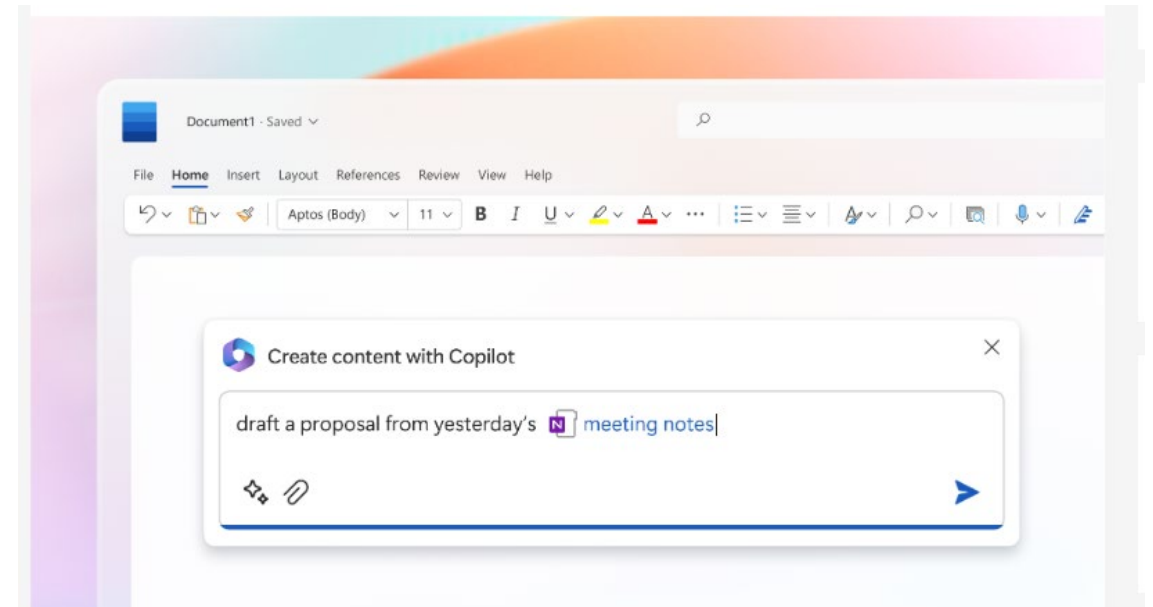 Document1 · Saved
File Home Insert Layout References Review View Help
Aptos (Body) 11 B I U A A
Create content with Copilot
draft a proposal from yesterday's N meeting notes